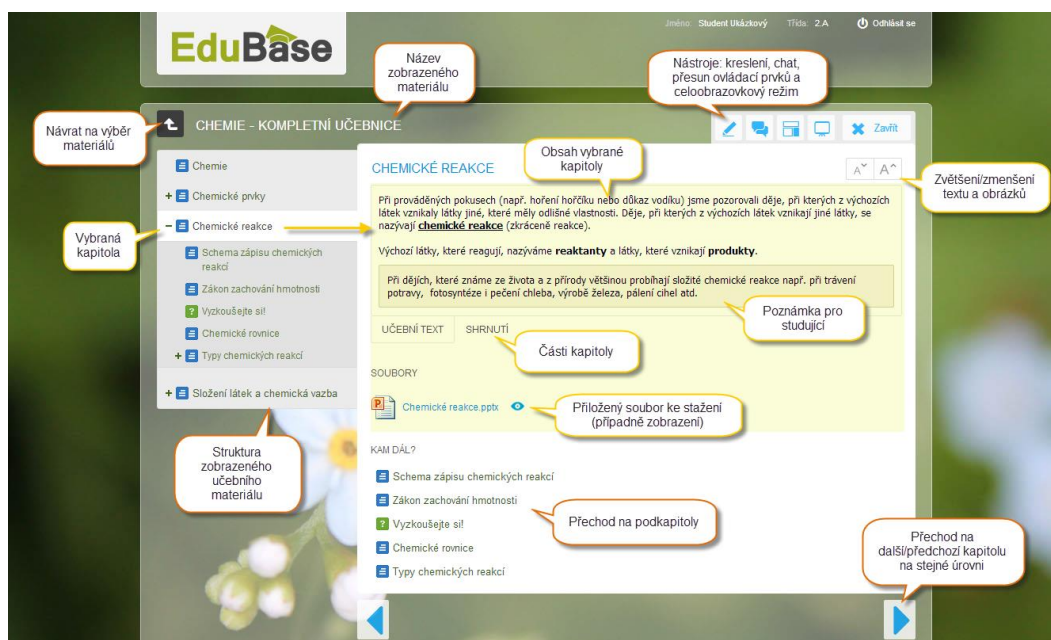 EduBase
Jméno: Student Ukázkový Třída: 2.A Odhlásit se
Název
zobrazeného
materiálu
Nástroje: kreslení, chat,
přesun ovládací prvků a
celoobrazovkový režim
Návrat na výběr
materiálů
CHEMIE - KOMPLETNÍ UČEBNICE
Zavřít
Chemie
Chemické prvky
Chemické reakce
Schema zápisu chemických
reakcí
Zákon zachování hmotnosti
Vyzkoušejte si!
Chemické rovnice
Typy chemických reakcí
Složení látek a chemická vazba
Vybraná
kapitola
Struktura
zobrazeného
učebního
materiálu
CHEMICKÉ REAKCE
Obsah vybrané
kapitoly
A A
Zvětšení/zmenšení
textu a obrázků
Při prováděných pokusech (např. hoření hořčíku nebo důkaz vodíku) jsme pozorovali děje, při kterých z výchozích
látek vznikaly látky jiné, které měly odlišné vlastnosti. Děje, při kterých z výchozích látek vznikají jiné látky, se
nazývají chemické reakce (zkráceně reakce).
Výchozí látky, které reagují, nazýváme reaktanty a látky, které vznikají produkty.
Při dějích, které známe ze života a z přírody většinou probíhají složité chemické reakce např. při trávení
potravy, fotosyntéze i pečení chleba, výrobě železa, pálení cihel atd.
Poznámka pro
studující
UČEBNÍ TEXT SHRNUTÍ
Části kapitoly
SOUBORY
Chemické reakce.pptx
Přiložený soubor ke stažení
(případně zobrazení)
KAM DÁL?
Schema zápisu chemických reakcí
Zákon zachování hmotnosti
Vyzkoušejte si!
Chemické rovnice
Typy chemických reakcí
Přechod na podkapitoly
Přechod na
další/předchozí kapitolu
na stejné úrovni